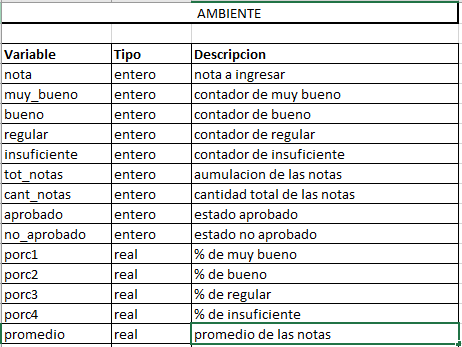 AMBIENTE
Variable Tipo Descripcion
nota entero nota a ingresar
muy_bueno entero contador de muy bueno
bueno entero contador de bueno
regular entero contador de regular
insuficiente entero contador de insuficiente
tot_notas entero aumulacion de las notas
cant_notas entero cantidad total de las notas
aprobado entero estado aprobado
no_aprobado entero estado no aprobado
porc1 real % de muy bueno
porc2 real % de bueno
porc3 real % de regular
porc4 real % de insuficiente
promedio real promedio de las notas